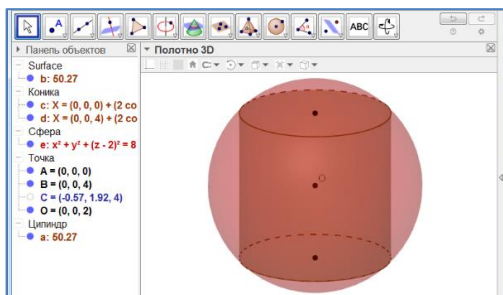 ABC
Панель объектов
Полотно 3D
Surface
b: 50.27
Коника
c: X = (0, 0, 0) + (2 co
d: X = (0, 0, 4) + (2 co
Сфера
e: x² + y² + (z - 2)² = 8
Точка
A = (0, 0, 0)
B = (0, 0, 4)
C = (-0.57, 1.92, 4)
O = (0, 0, 2)
Цилиндр
a: 50.27
O